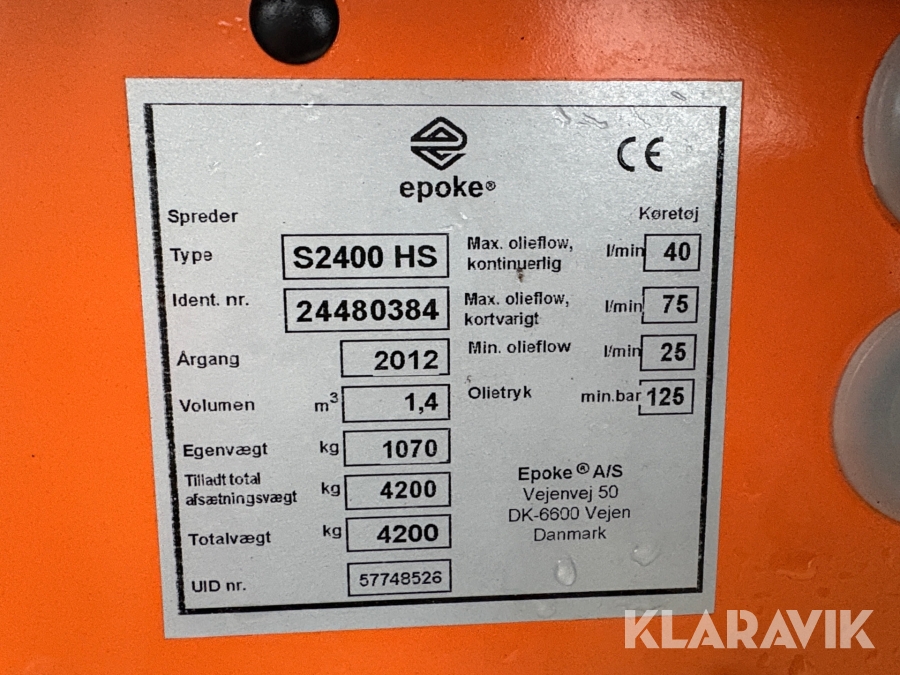 epoke®
CE
Spreder
Køretøj
Type S2400 HS
Ident. nr. 24480384
Årgang 2012
Volumen m³ 1,4
Egenvægt kg 1070
Tilladt total
afsætningsvægt kg 4200
Totalvægt kg 4200
UID nr. 57748526
Max. olieflow,
kontinuerlig l/min 40
Max. olieflow,
kortvarigt l/min 75
Min. olieflow l/min 25
Olietryk min.bar 125
Epoke® A/S
Vejenvej 50
DK-6600 Vejen
Danmark
KLARAVIK